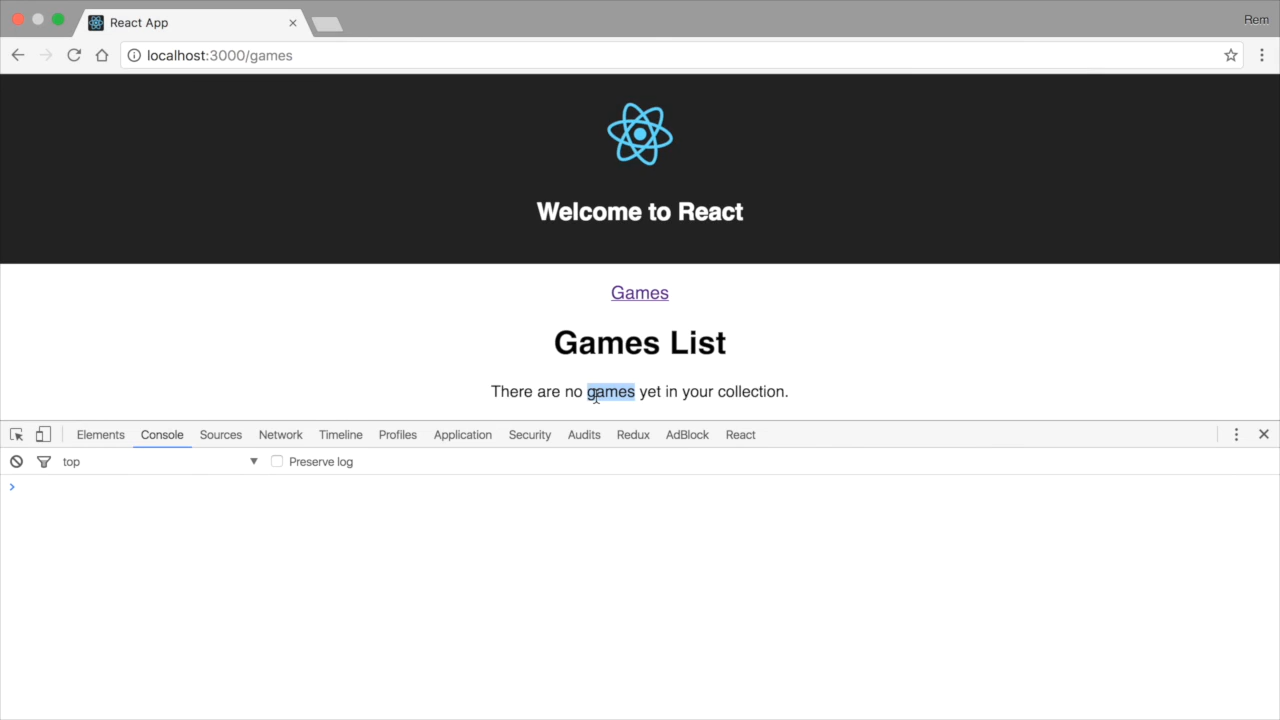 React App
Rem
localhost:3000/games
Welcome to React
Games
Games List
There are no games yet in your collection.
Elements Console Sources Network Timeline Profiles Application Security Audits Redux AdBlock React
top Preserve log